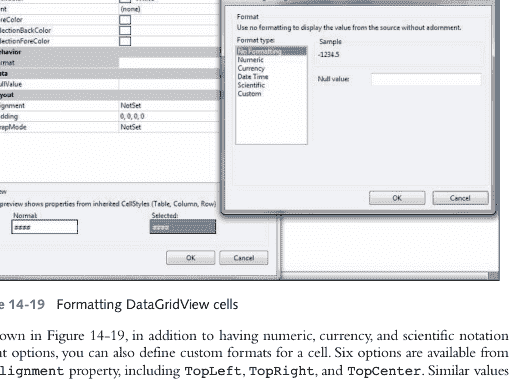 (none)
reColor
lectionBackColor
lectionForeColor
ehavior
ormat
ata
ullValue
ayout
ignment NotSet
dding 0, 0, 0, 0
rapMode NotSet
ew
preview shows properties from inherited CellStyles (Table, Column, Row)
Normal: Selected:
#### ####
OK Cancel
Format
Use no formatting to display the value from the source without adornment.
Format type:
No Formatting
Numeric
Currency
Date Time
Scientific
Custom
Sample
-1234.5
Null value:
OK Cancel
e 14-19 Formatting DataGridView cells
own in Figure 14-19, in addition to having numeric, currency, and scientific notation
nt options, you can also define custom formats for a cell. Six options are available from
lignment property, including TopLeft, TopRight, and TopCenter. Similar values